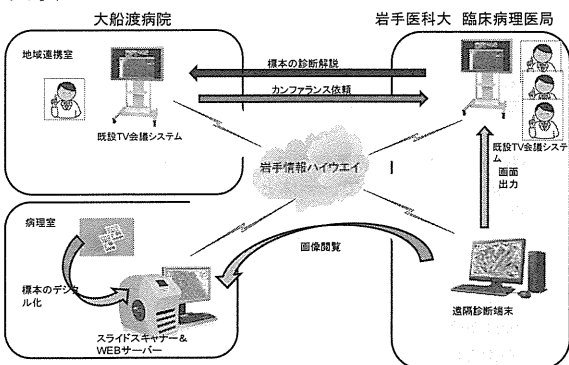 大船渡病院
岩手医科大 臨床病理医局
地域連携室
標本の診断解説
カンファランス依頼
既設TV会議システム
既設TV会議システ
ム
画面
出力
岩手情報ハイウエイ
病理室
画像閲覧
標本のデジタ
ル化
遠隔診断端末
スライドスキャナー＆
WEBサーバー